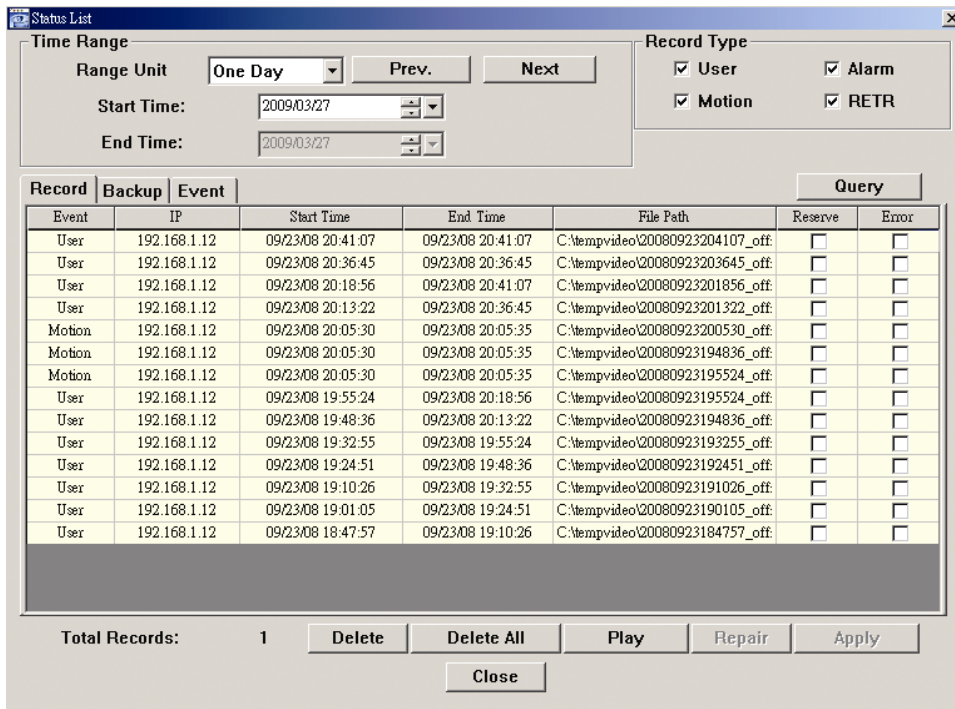 Status List
Time Range
Range Unit One Day Prev. Next
Start Time: 2009/03/27
End Time: 2009/03/27
Record Type
User Alarm
Motion RETR
Record Backup Event Query
Event IP Start Time End Time File Path Reserve Error
User 192.168.1.12 09/23/08 20:41:07 09/23/08 20:41:07 C:\tempvideo\20080923204107_off:
User 192.168.1.12 09/23/08 20:36:45 09/23/08 20:36:45 C:\tempvideo\20080923203645_off:
User 192.168.1.12 09/23/08 20:18:56 09/23/08 20:41:07 C:\tempvideo\20080923201856_off:
User 192.168.1.12 09/23/08 20:13:22 09/23/08 20:36:45 C:\tempvideo\20080923201322_off:
Motion 192.168.1.12 09/23/08 20:05:30 09/23/08 20:05:35 C:\tempvideo\20080923200530_off:
Motion 192.168.1.12 09/23/08 20:05:30 09/23/08 20:05:35 C:\tempvideo\20080923194836_off:
Motion 192.168.1.12 09/23/08 20:05:30 09/23/08 20:05:35 C:\tempvideo\20080923195524_off:
User 192.168.1.12 09/23/08 19:55:24 09/23/08 20:18:56 C:\tempvideo\20080923195524_off:
User 192.168.1.12 09/23/08 19:48:36 09/23/08 20:13:22 C:\tempvideo\20080923194836_off:
User 192.168.1.12 09/23/08 19:32:55 09/23/08 19:55:24 C:\tempvideo\20080923193255_off:
User 192.168.1.12 09/23/08 19:24:51 09/23/08 19:48:36 C:\tempvideo\20080923192451_off:
User 192.168.1.12 09/23/08 19:10:26 09/23/08 19:32:55 C:\tempvideo\20080923191026_off:
User 192.168.1.12 09/23/08 19:01:05 09/23/08 19:24:51 C:\tempvideo\20080923190105_off:
User 192.168.1.12 09/23/08 18:47:57 09/23/08 19:10:26 C:\tempvideo\20080923184757_off:
Total Records: 1 Delete Delete All Play Repair Apply
Close